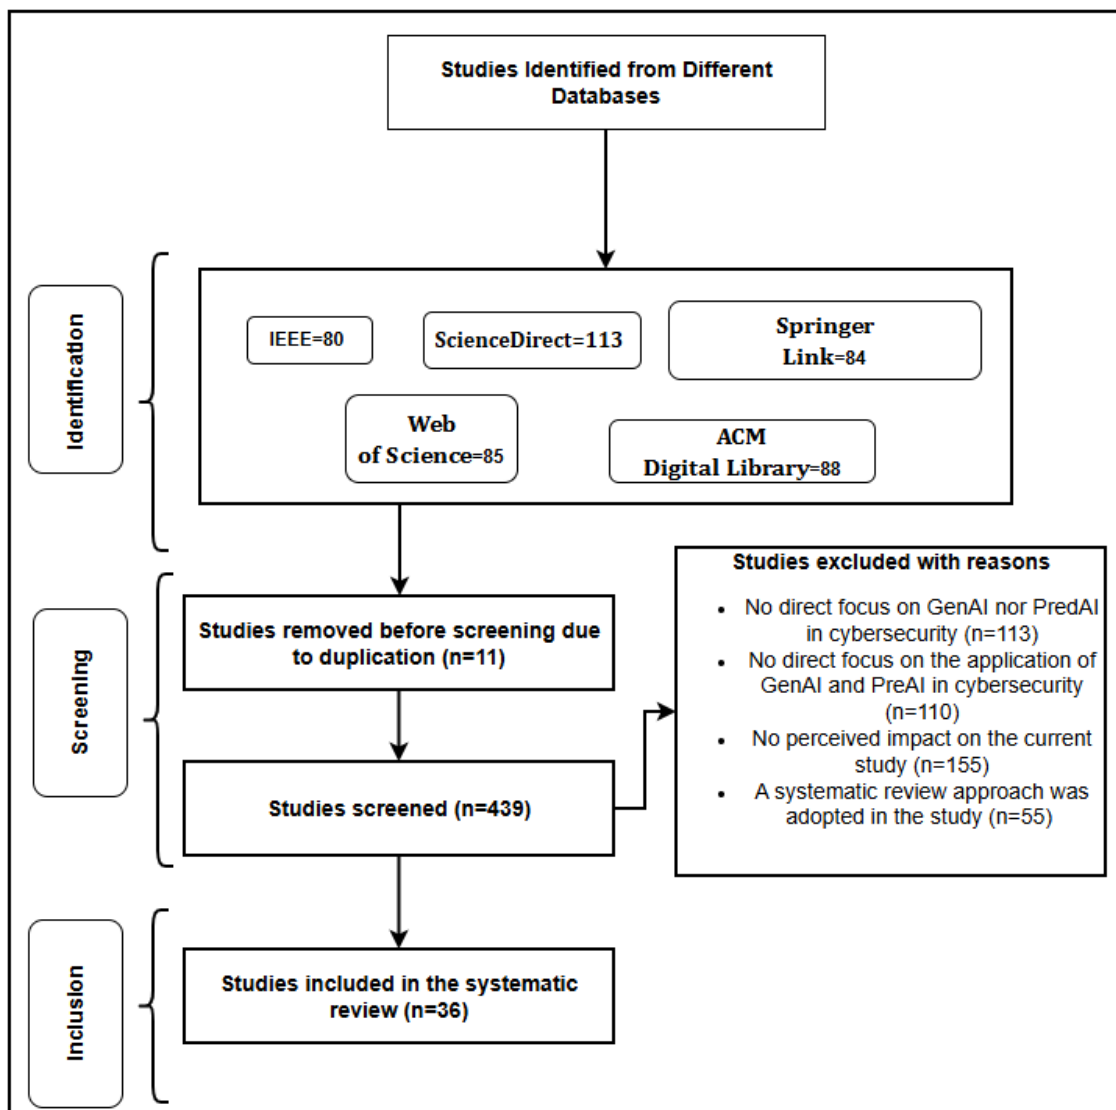 Studies Identified from Different
Databases
Identification
IEEE=80
ScienceDirect=113
Springer
Link=84
Web
of Science=85
ACM
Digital Library=88
Screening
Studies removed before screening due
to duplication (n=11)
Studies screened (n=439)
Studies excluded with reasons
• No direct focus on GenAI nor PredAI
in cybersecurity (n=113)
• No direct focus on the application of
GenAI and PreAI in cybersecurity
(n=110)
• No perceived impact on the current
study (n=155)
• A systematic review approach was
adopted in the study (n=55)
Inclusion
Studies included in the systematic
review (n=36)